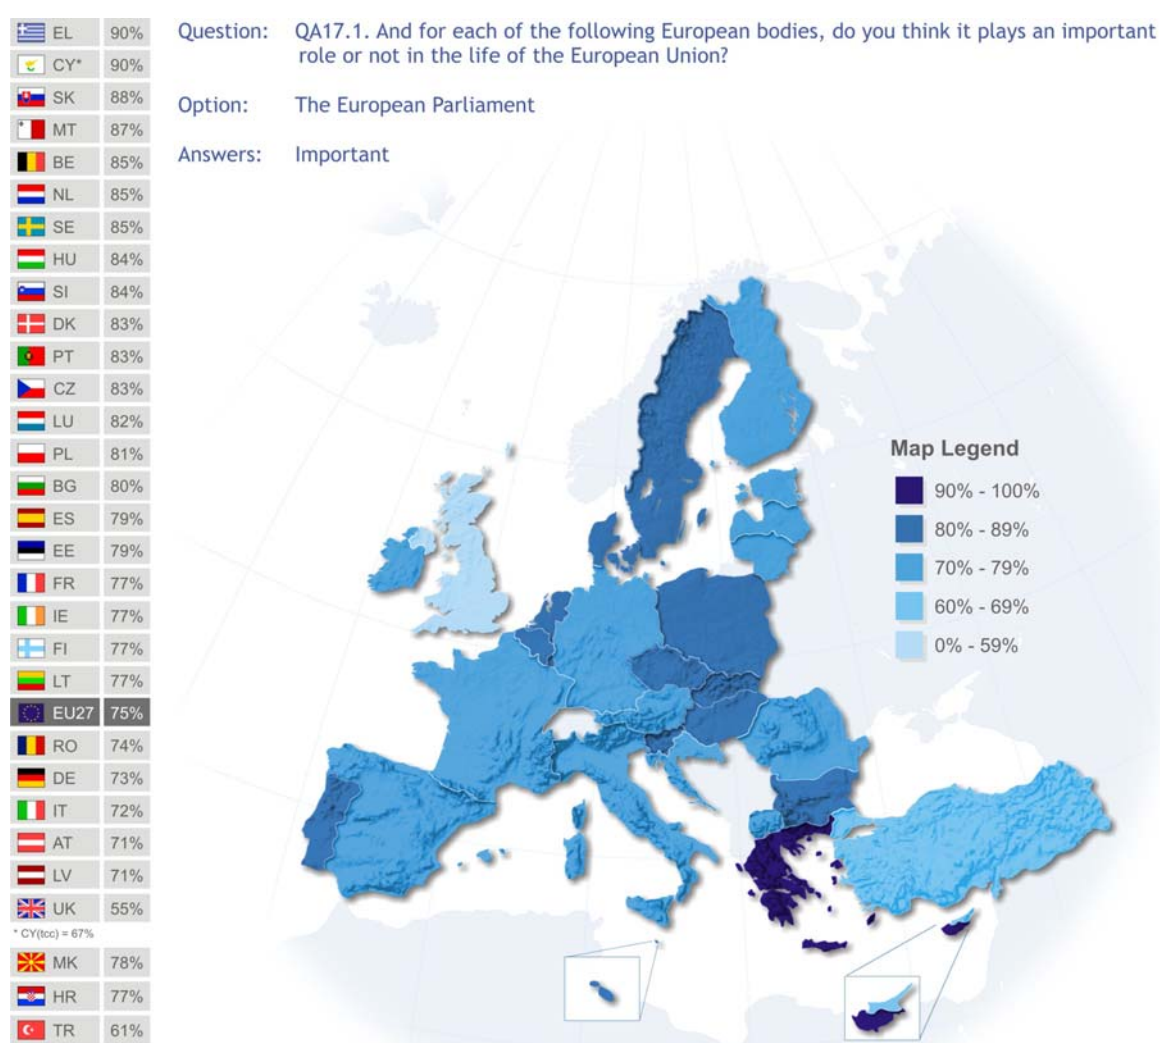 Question: QA17.1. And for each of the following European bodies, do you think it plays an important
role or not in the life of the European Union?
Option: The European Parliament
Answers: Important
EL 90%
CY* 90%
SK 88%
MT 87%
BE 85%
NL 85%
SE 85%
HU 84%
SI 84%
DK 83%
PT 83%
CZ 83%
LU 82%
PL 81%
BG 80%
ES 79%
EE 79%
FR 77%
IE 77%
FI 77%
LT 77%
EU27 75%
RO 74%
DE 73%
IT 72%
AT 71%
LV 71%
UK 55%
* CY(tcc) = 67%
MK 78%
HR 77%
TR 61%
Map Legend
90% - 100%
80% - 89%
70% - 79%
60% - 69%
0% - 59%